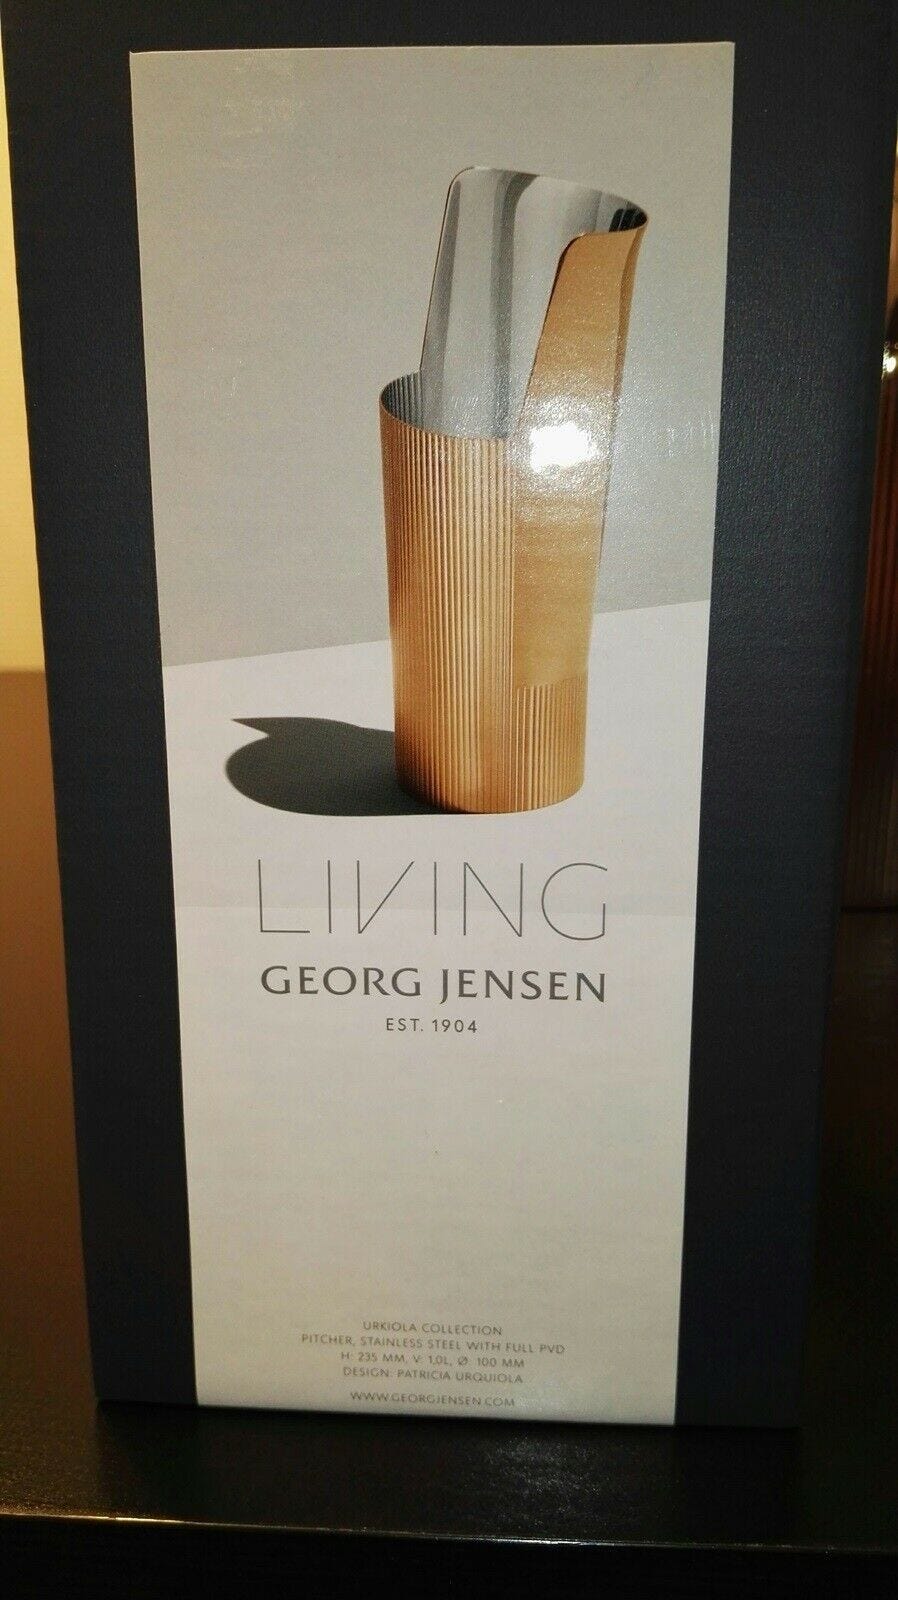 LIVING
GEORG JENSEN
EST. 1904
URKIOLA COLLECTION
PITCHER, STAINLESS STEEL WITH FULL PVD
H: 235 MM, V: 1,0L, Ø: 100 MM
DESIGN: PATRICIA URQUIOLA
WWW.GEORGJENSEN.COM